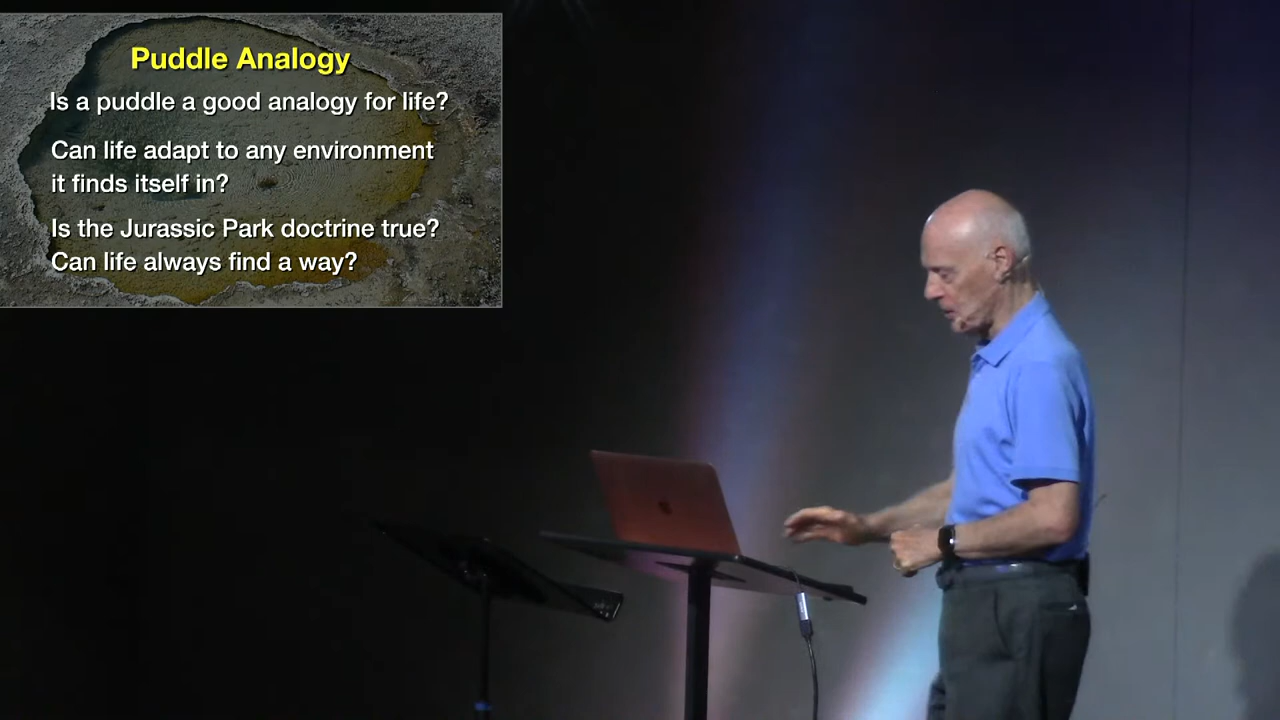 Puddle Analogy
Is a puddle a good analogy for life?
Can life adapt to any environment
it finds itself in?
Is the Jurassic Park doctrine true?
Can life always find a way?